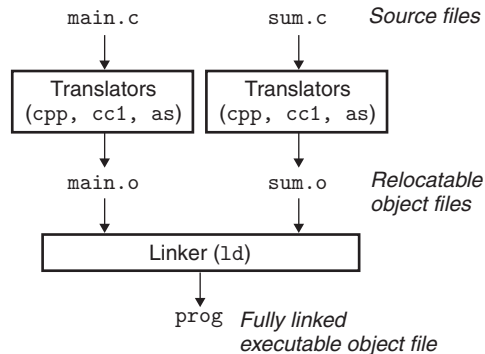 main.c sum.c Source files
Translators Translators
(cpp, cc1, as) (cpp, cc1, as)
main.o sum.o Relocatable
object files
Linker (ld)
prog Fully linked
executable object file